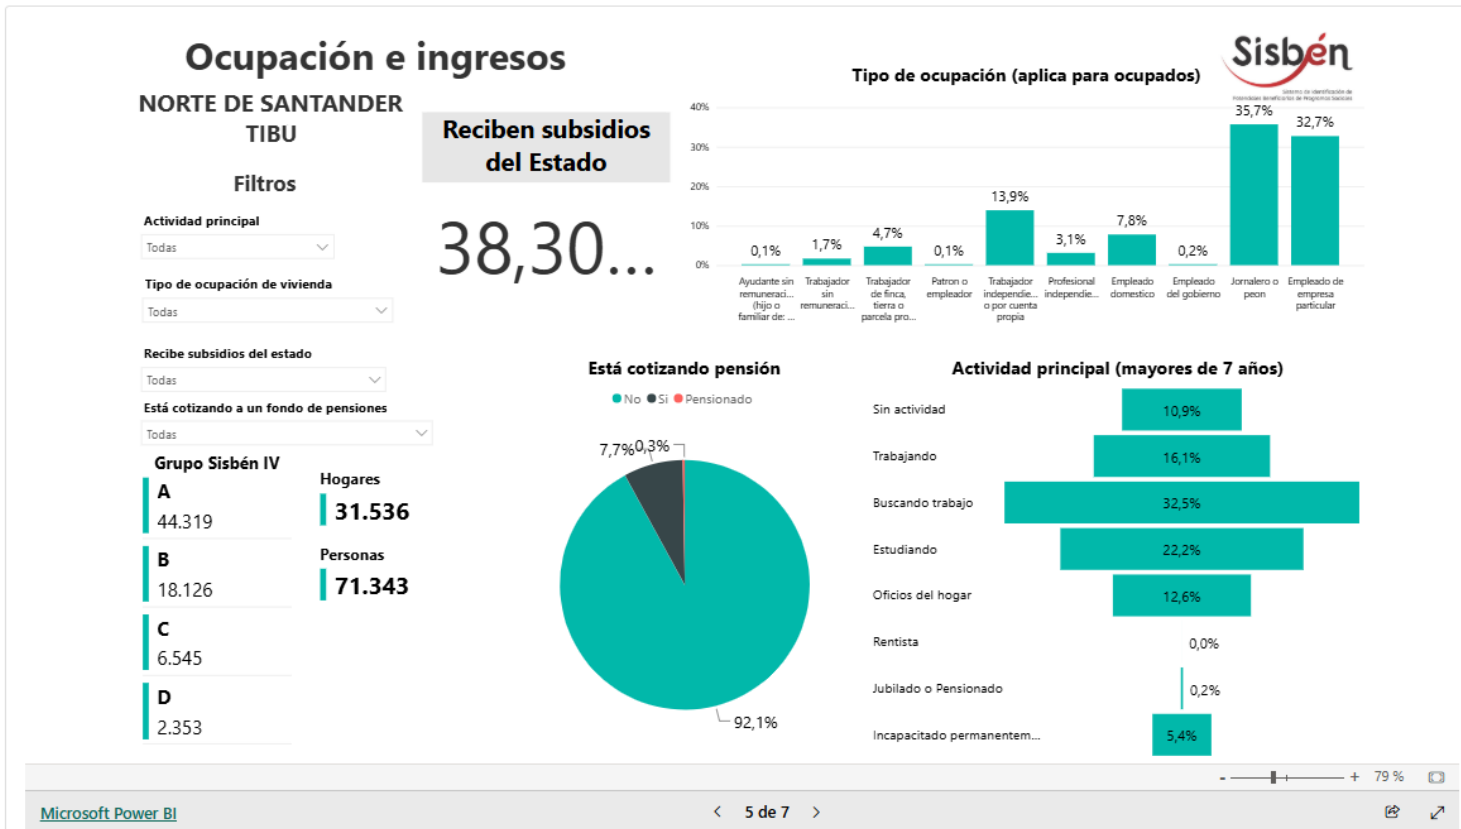 Ocupación e ingresos
NORTE DE SANTANDER
TIBU
Filtros
Actividad principal
Todas
Tipo de ocupación de vivienda
Todas
Recibe subsidios del estado
Todas
Está cotizando a un fondo de pensiones
Todas
Grupo Sisbén IV
A
44.319
B
18.126
C
6.545
D
2.353
Hogares
31.536
Personas
71.343
Reciben subsidios
del Estado
38,30...
Sisbén
Sistema de Identificación de
Potenciales Beneficiarios de Programas Sociales
Tipo de ocupación (aplica para ocupados)
40%
30%
20%
10%
0%
0,1%
1,7%
4,7%
0,1%
13,9%
3,1%
7,8%
0,2%
35,7%
32,7%
Ayudante sin
remuneraci...
(hijo o
familiar de: ...
Trabajador
sin
remuneraci...
Trabajador
de finca,
tierra o
parcela pro...
Patron o
empleador
Trabajador
independie...
o por cuenta
propia
Profesional
independie...
Empleado
domestico
Empleado
del gobierno
Jornalero o
peon
Empleado de
empresa
particular
Está cotizando pensión
No Si Pensionado
7,7%
0,3%
92,1%
Actividad principal (mayores de 7 años)
Sin actividad 10,9%
Trabajando 16,1%
Buscando trabajo 32,5%
Estudiando 22,2%
Oficios del hogar 12,6%
Rentista 0,0%
Jubilado o Pensionado 0,2%
Incapacitado permanentem... 5,4%
- + 79 %
Microsoft Power BI
< 5 de 7 >